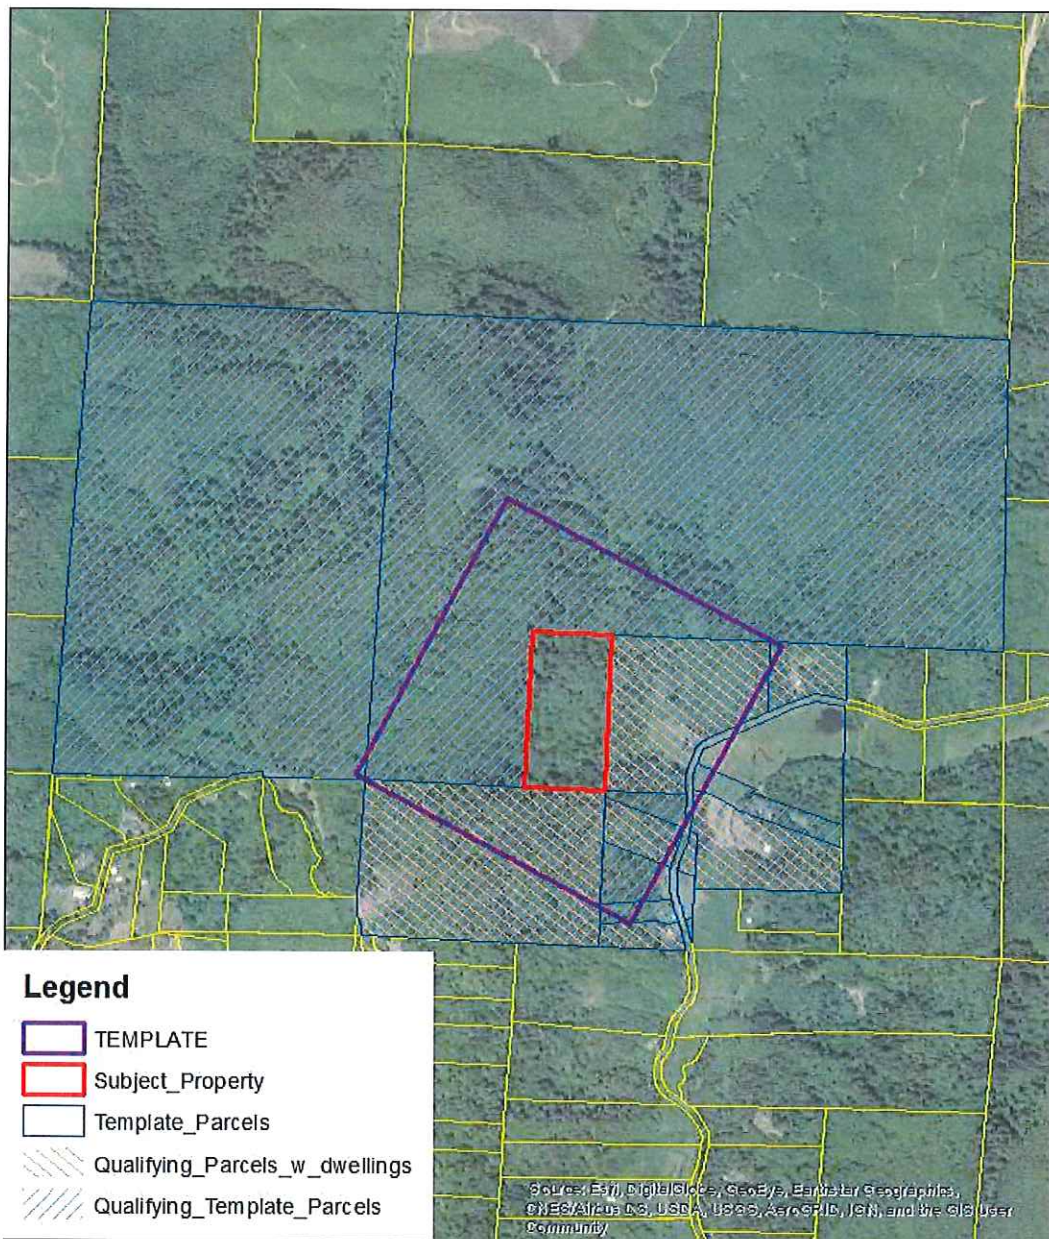 Legend
TEMPLATE
Subject_Property
Template_Parcels
Qualifying_Parcels_w_dwellings
Qualifying_Template_Parcels
Source: Esri, DigitalGlobe, GeoEye, Earthstar Geographics,
CNES/Airbus DS, USDA, USGS, AeroGRID, IGN, and the GIS User
Community